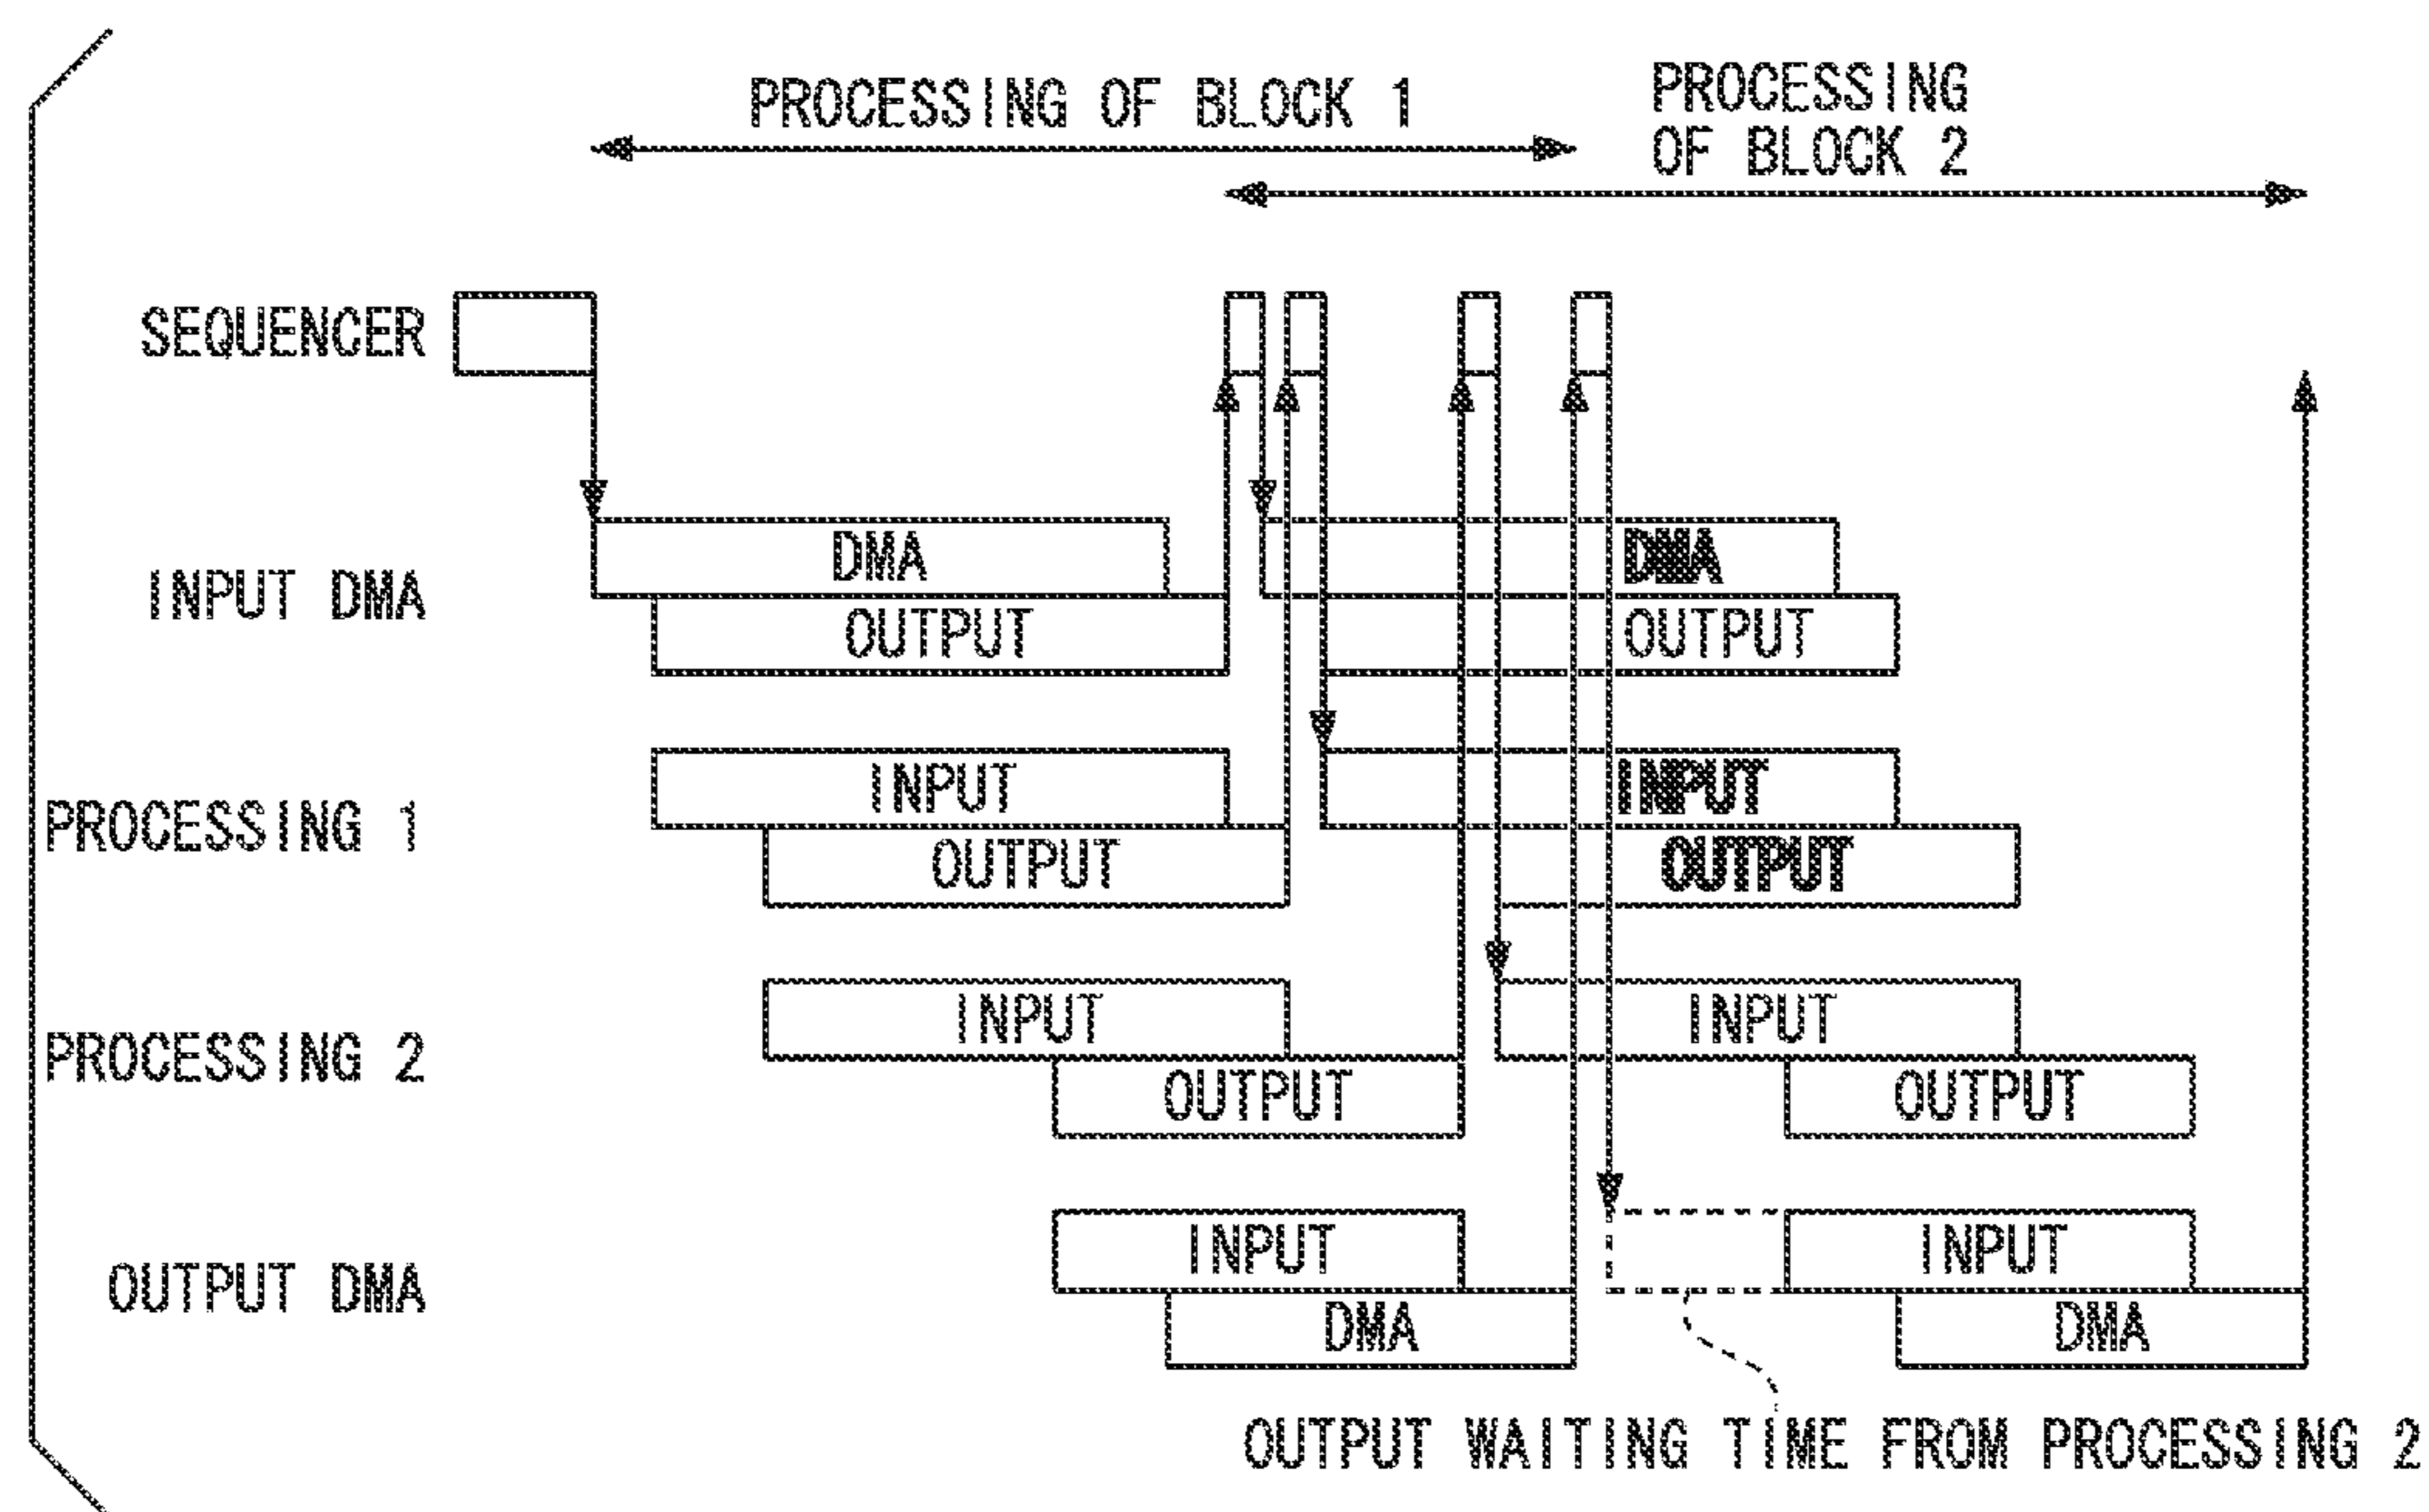 PROCESSING OF BLOCK 1
PROCESSING
OF BLOCK 2
SEQUENCER
INPUT DMA
DMA
DMA
OUTPUT
OUTPUT
PROCESSING 1
INPUT
INPUT
OUTPUT
OUTPUT
PROCESSING 2
INPUT
INPUT
OUTPUT
OUTPUT
OUTPUT DMA
INPUT
INPUT
DMA
DMA
OUTPUT WAITING TIME FROM PROCESSING 2